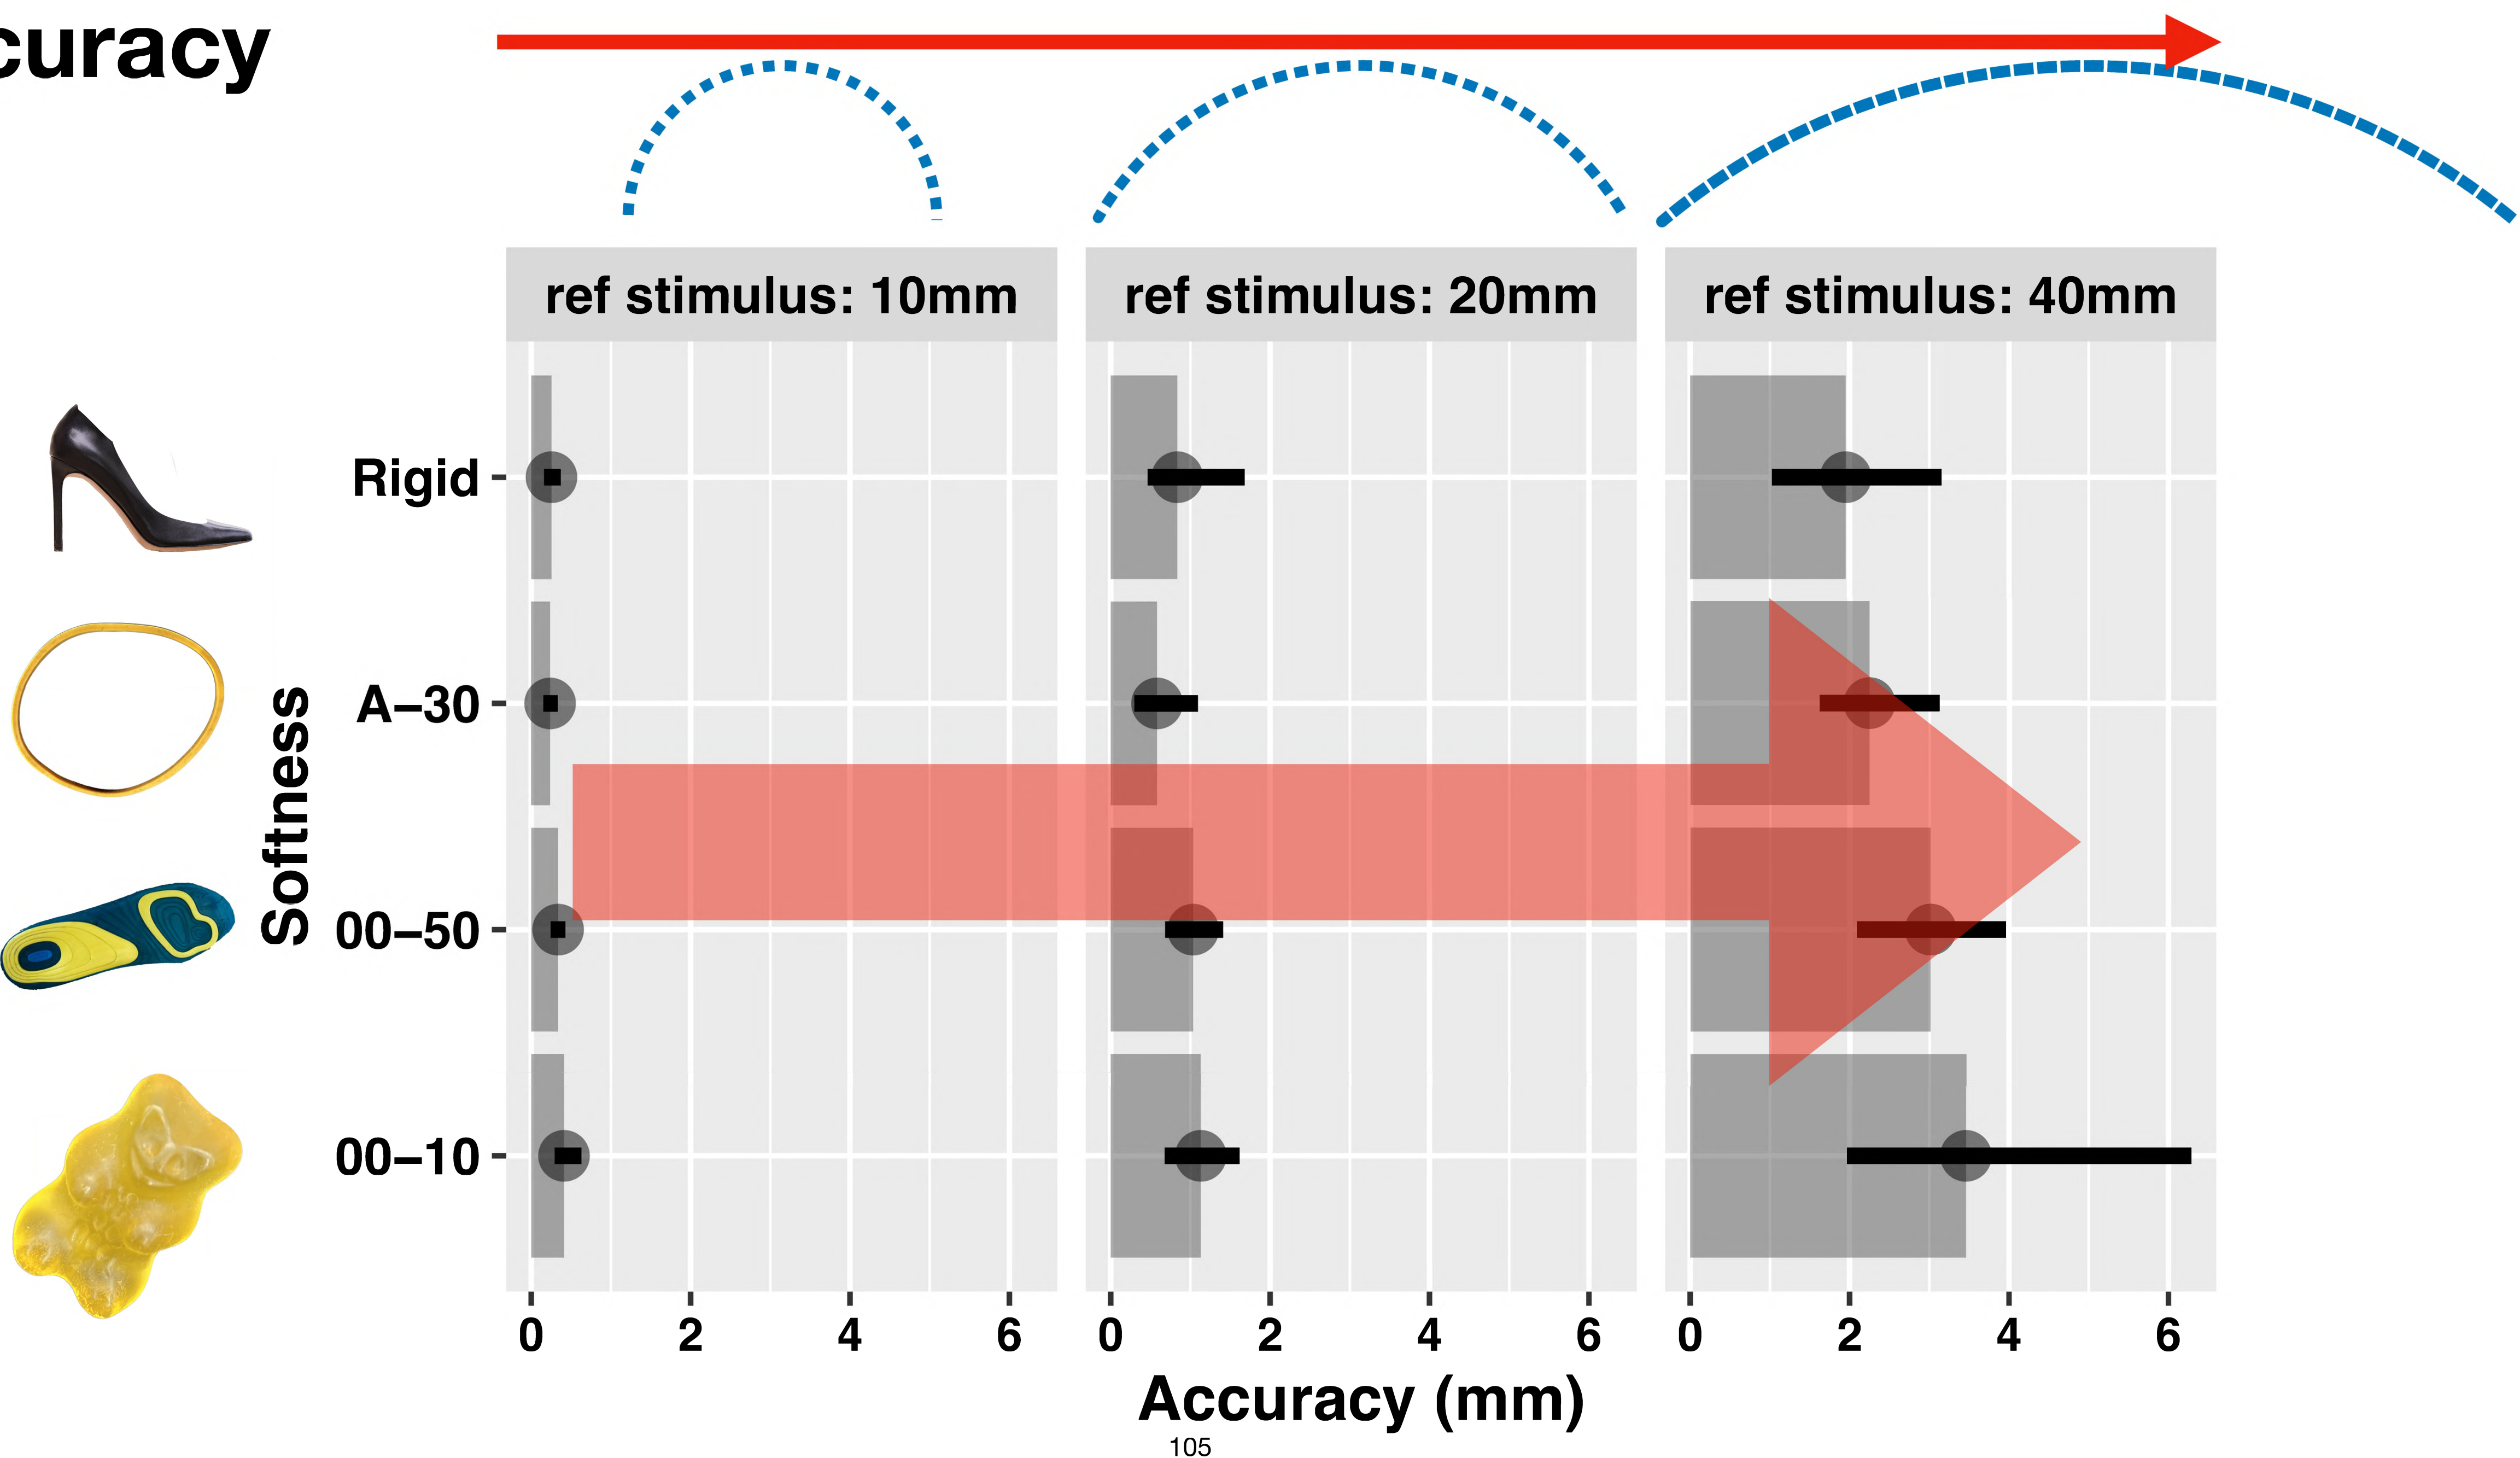 curacy
ref stimulus: 10mm
ref stimulus: 20mm
ref stimulus: 40mm
Softness
Rigid
A–30
00–50
00–10
0 2 4 6
0 2 4 6
0 2 4 6
Accuracy (mm)
105